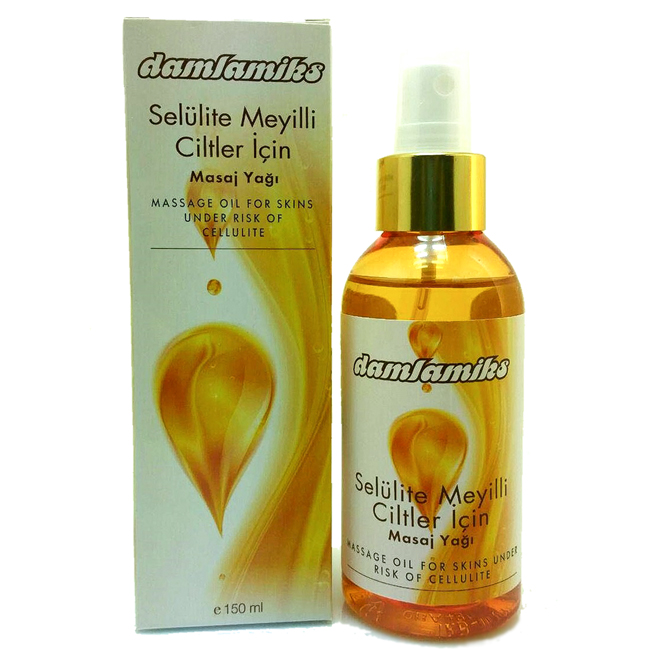 damlamiks
Selülite Meyilli
Ciltler İçin
Masaj Yağı
MASSAGE OIL FOR SKINS
UNDER RISK OF
CELLULITE
e 150 ml
damlamiks
Selülite Meyilli
Ciltler İçin
Masaj Yağı
MASSAGE OIL FOR SKINS UNDER
RISK OF CELLULITE